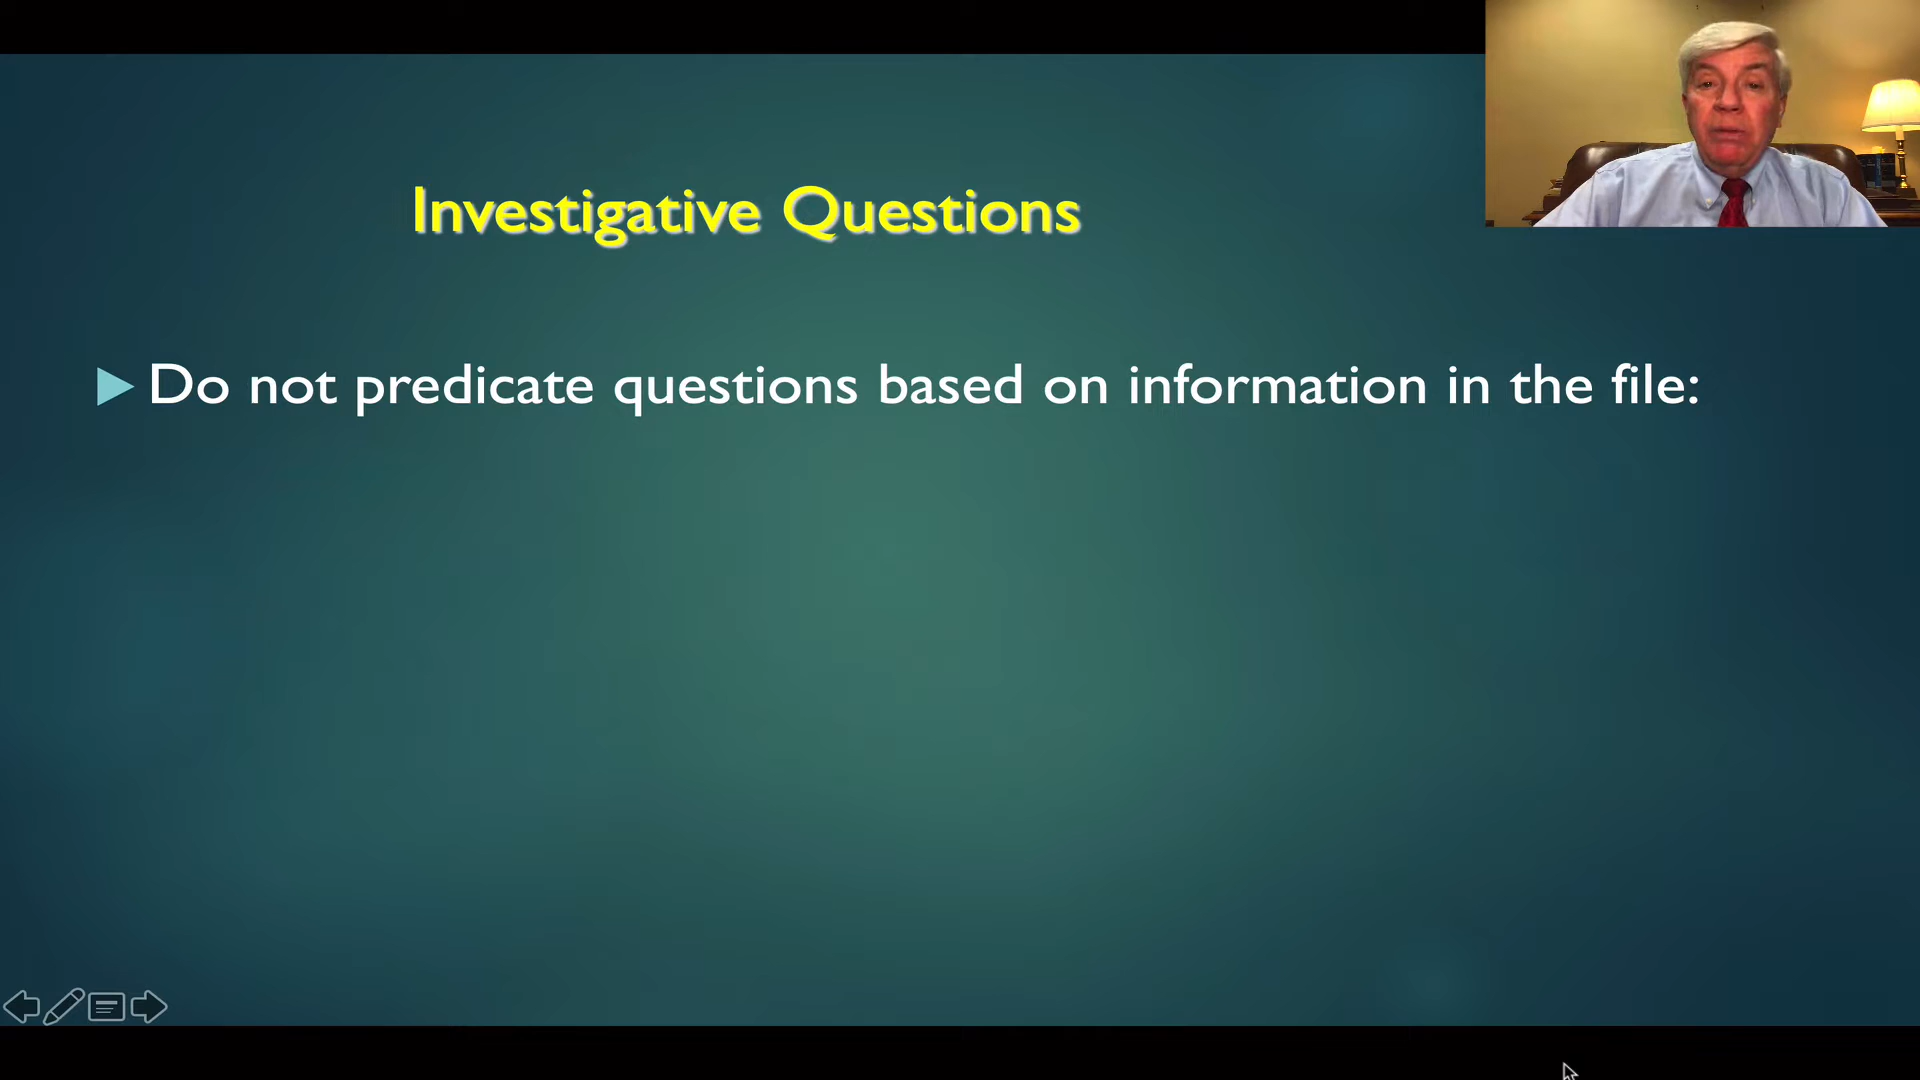 Investigative Questions
Do not predicate questions based on information in the file: